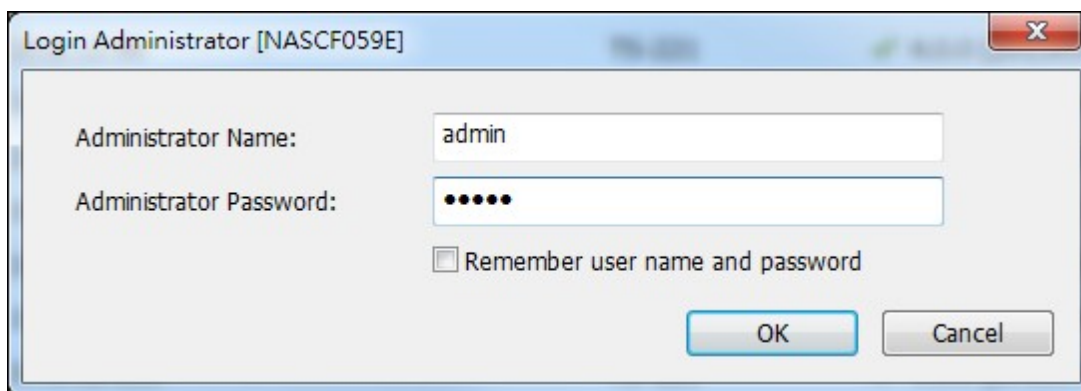 Login Administrator [NASCF059E]
Administrator Name:
admin
Administrator Password:
•••••
Remember user name and password
OK
Cancel